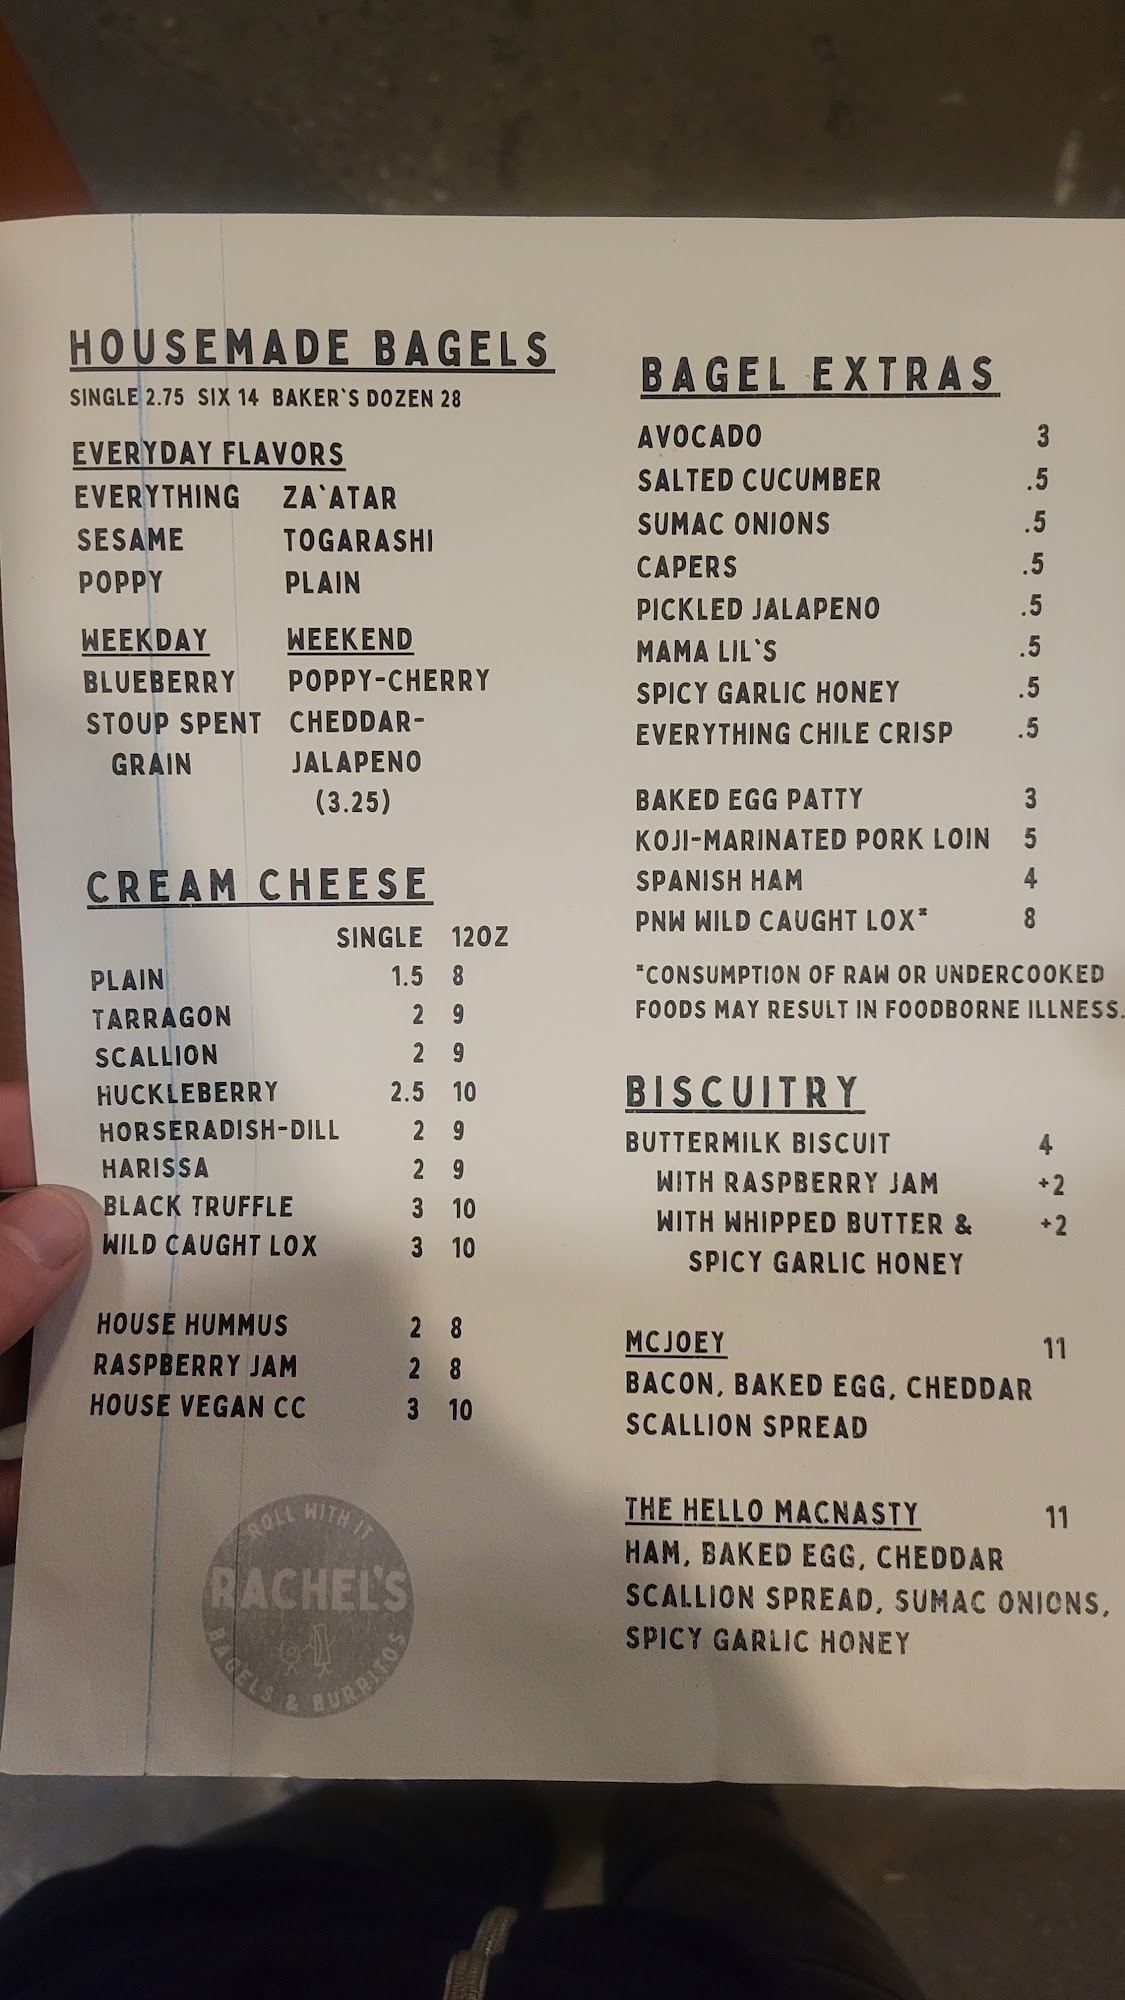 HOUSEMADE BAGELS
SINGLE 2.75 SIX 14 BAKER'S DOZEN 28
EVERYDAY FLAVORS
EVERYTHING ZA'ATAR
SESAME TOGARASHI
POPPY PLAIN
WEEKDAY WEEKEND
BLUEBERRY POPPY-CHERRY
STOUP SPENT CHEDDAR-
GRAIN JALAPENO
(3.25)
CREAM CHEESE
SINGLE 12OZ
PLAIN 1.5 8
TARRAGON 2 9
SCALLION 2 9
HUCKLEBERRY 2.5 10
HORSERADISH-DILL 2 9
HARISSA 2 9
BLACK TRUFFLE 3 10
WILD CAUGHT LOX 3 10
HOUSE HUMMUS 2 8
RASPBERRY JAM 2 8
HOUSE VEGAN CC 3 10
ROLL WITH IT
RACHEL'S
BAGELS & BURRITOS
BAGEL EXTRAS
AVOCADO 3
SALTED CUCUMBER .5
SUMAC ONIONS .5
CAPERS .5
PICKLED JALAPENO .5
MAMA LIL'S .5
SPICY GARLIC HONEY .5
EVERYTHING CHILE CRISP .5
BAKED EGG PATTY 3
KOJI-MARINATED PORK LOIN 5
SPANISH HAM 4
PNW WILD CAUGHT LOX* 8
*CONSUMPTION OF RAW OR UNDERCOOKED
FOODS MAY RESULT IN FOODBORNE ILLNESS.
BISCUITRY
BUTTERMILK BISCUIT 4
WITH RASPBERRY JAM +2
WITH WHIPPED BUTTER & +2
SPICY GARLIC HONEY
MCJOEY 11
BACON, BAKED EGG, CHEDDAR
SCALLION SPREAD
THE HELLO MACNASTY 11
HAM, BAKED EGG, CHEDDAR
SCALLION SPREAD, SUMAC ONIONS,
SPICY GARLIC HONEY